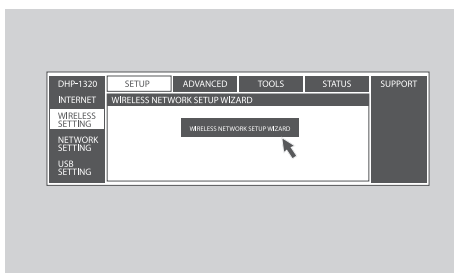 DHP-1320 SETUP ADVANCED TOOLS STATUS SUPPORT
INTERNET
WIRELESS NETWORK SETUP WIZARD
WIRELESS
SETTING
WIRELESS NETWORK SETUP WIZARD
NETWORK
SETTING
USB
SETTING